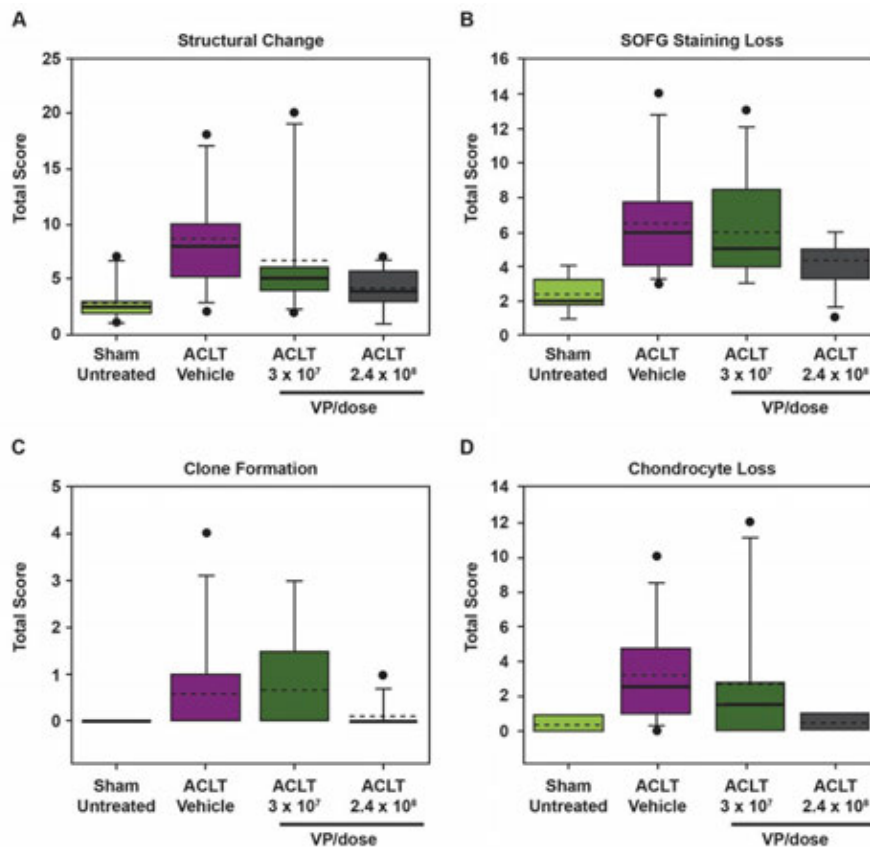 A
Structural Change
Total Score
25
20
15
10
5
0
Sham Untreated
ACLT Vehicle
ACLT 3 x 10⁷
ACLT 2.4 x 10⁸
VP/dose
B
SOFG Staining Loss
Total Score
16
14
12
10
8
6
4
2
0
Sham Untreated
ACLT Vehicle
ACLT 3 x 10⁷
ACLT 2.4 x 10⁸
VP/dose
C
Clone Formation
Total Score
5
4
3
2
1
0
Sham Untreated
ACLT Vehicle
ACLT 3 x 10⁷
ACLT 2.4 x 10⁸
VP/dose
D
Chondrocyte Loss
Total Score
14
12
10
8
6
4
2
0
Sham Untreated
ACLT Vehicle
ACLT 3 x 10⁷
ACLT 2.4 x 10⁸
VP/dose